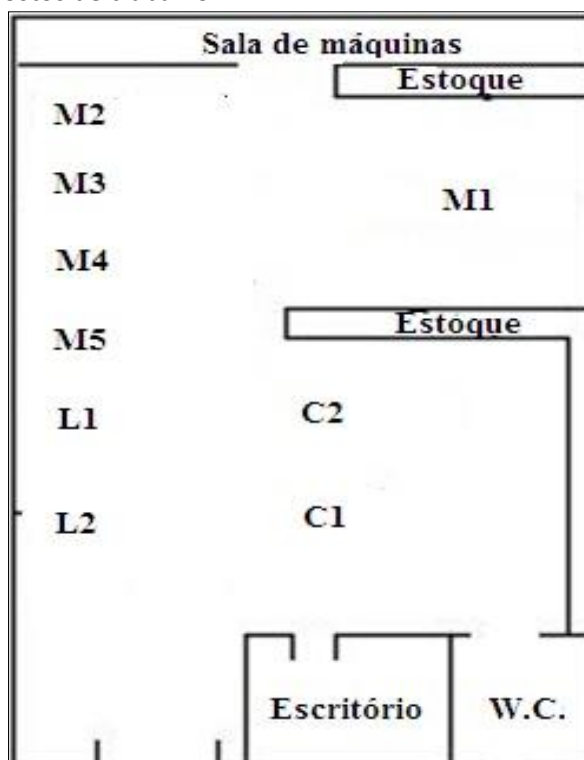 Sala de máquinas
Estoque
M2
M3
M1
M4
Estoque
M5
L1
C2
L2
C1
Escritório
W.C.